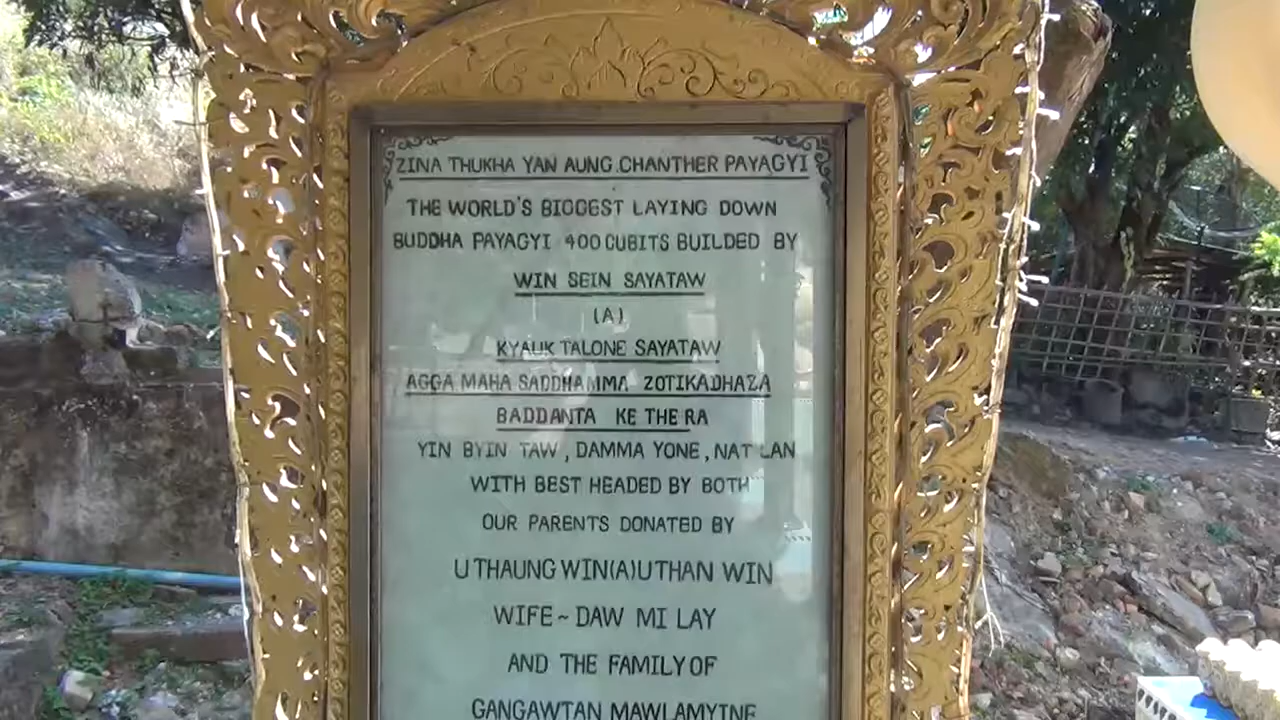 ZINA THUKHA YAN AUNG CHANTHER PAYAGYI
THE WORLD'S BIGGEST LAYING DOWN
BUDDHA PAYAGYI 400 CUBITS BUILDED BY
WIN SEIN SAYATAW
(A)
KYAUK TALONE SAYATAW
AGGA MAHA SADDHAMMA ZOTIKADHAZA
BADDANTA KE THE RA
YIN BYIN TAW, DAMMA YONE, NAT LAN
WITH BEST HEADED BY BOTH
OUR PARENTS DONATED BY
U THAUNG WIN(A)U THAN WIN
WIFE~DAW MI LAY
AND THE FAMILY OF
GANGAWTAN MAWLAMYINE